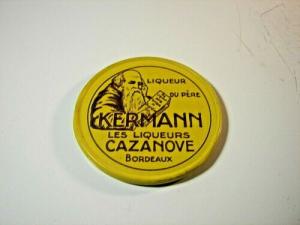 LIQUEUR
DU PÈRE
KERMANN
LES LIQUEURS
CAZANOVE
BORDEAUX